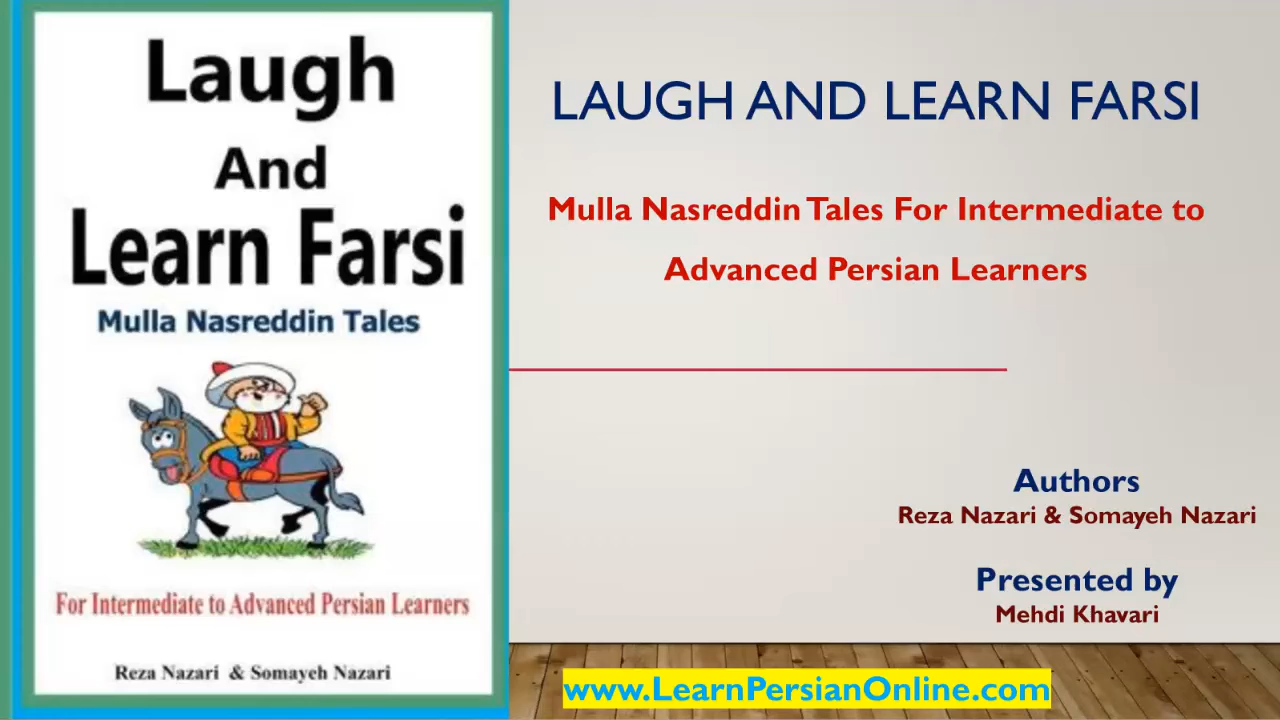 Laugh
And
Learn Farsi
Mulla Nasreddin Tales
For Intermediate to Advanced Persian Learners
Reza Nazari & Somayeh Nazari
LAUGH AND LEARN FARSI
Mulla Nasreddin Tales For Intermediate to
Advanced Persian Learners
Authors
Reza Nazari & Somayeh Nazari
Presented by
Mehdi Khavari
www.LearnPersianOnline.com